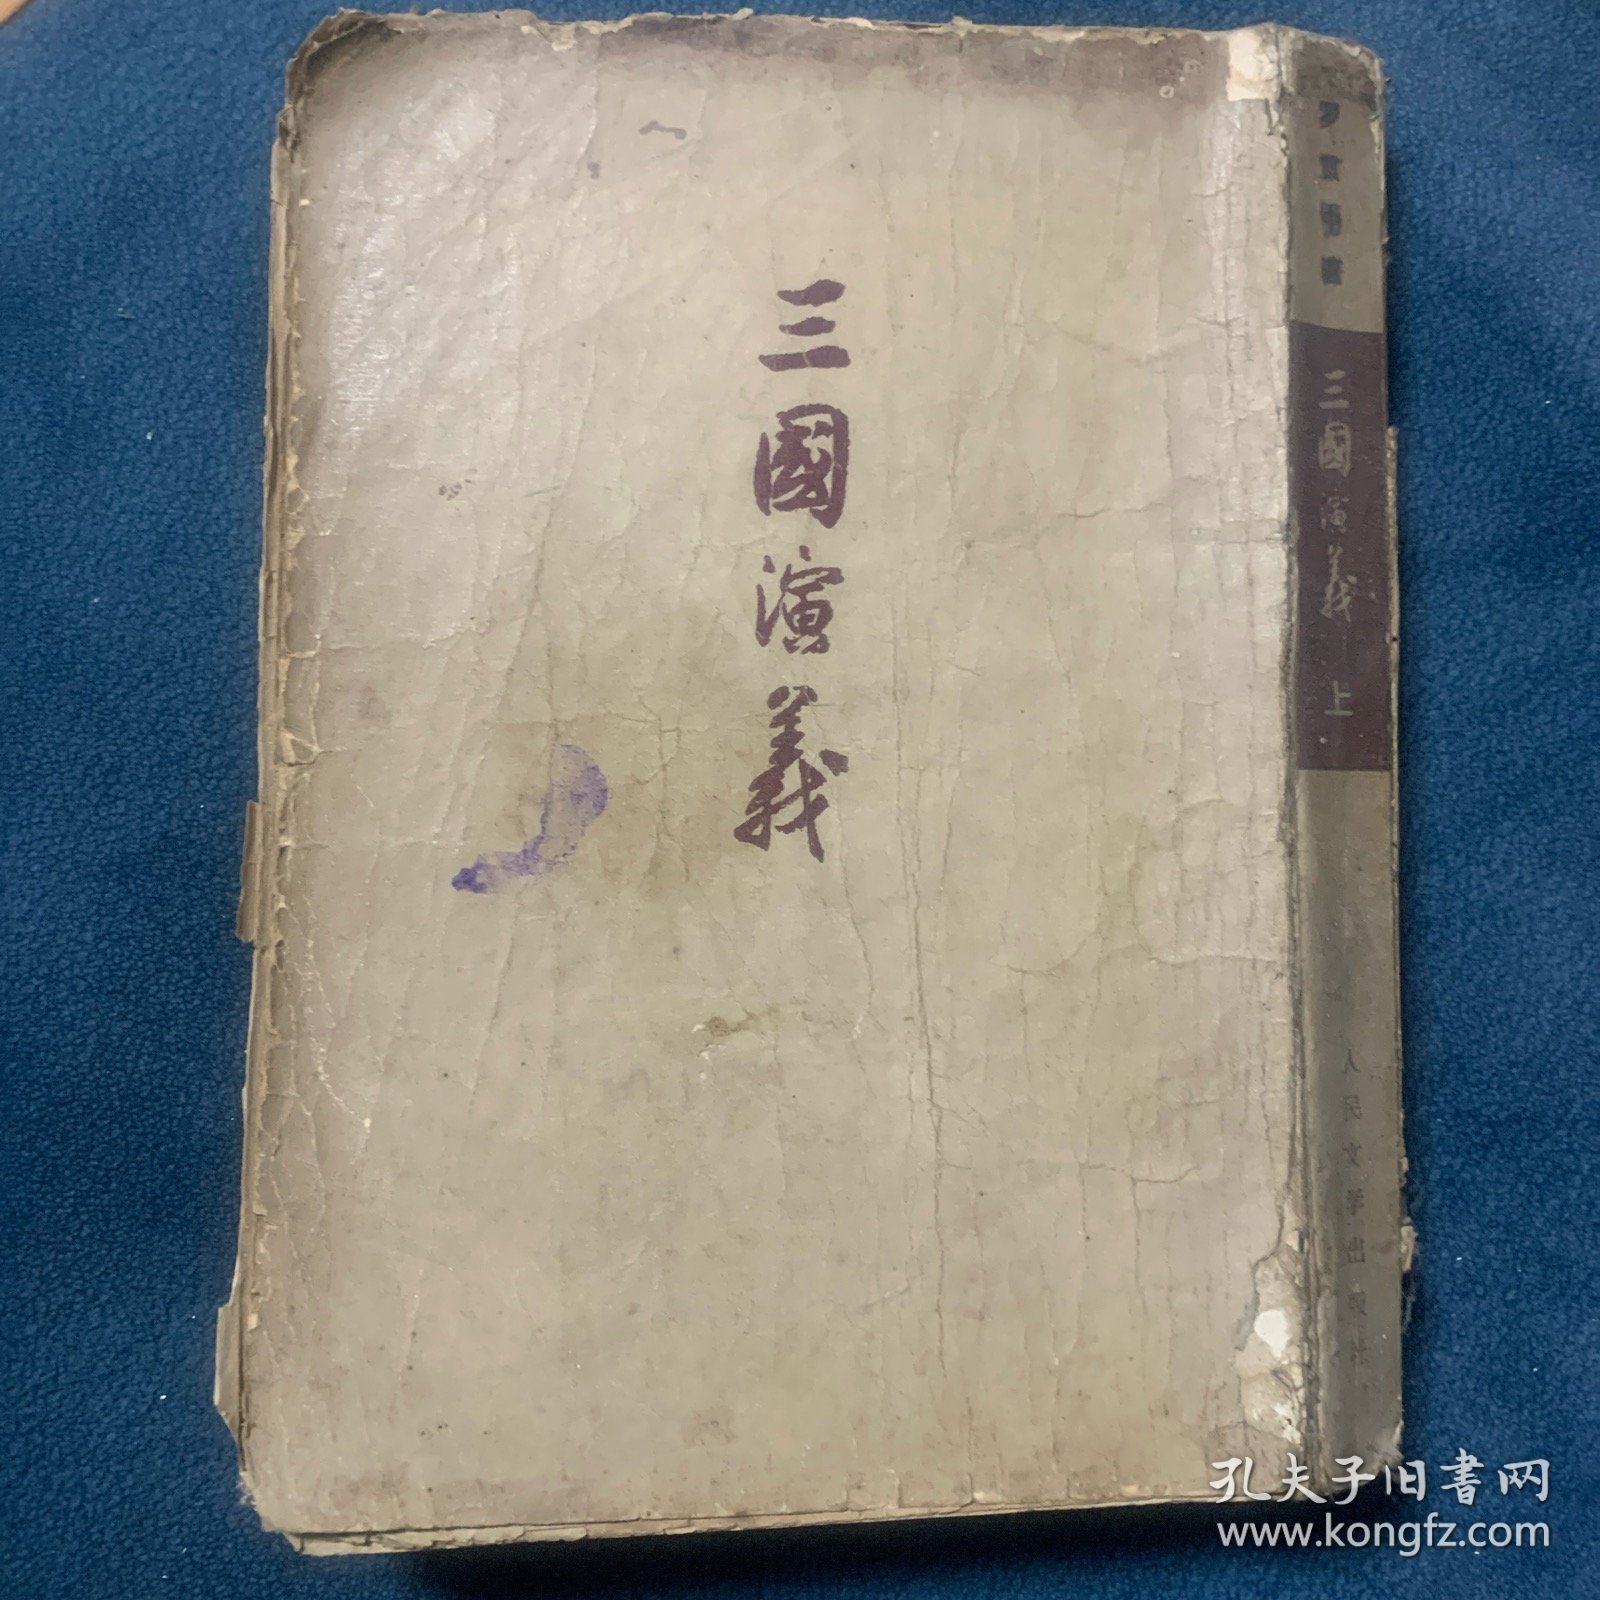 三國演義
三國演義 上
人民文学出版社
孔夫子旧書网
www.kongfz.com